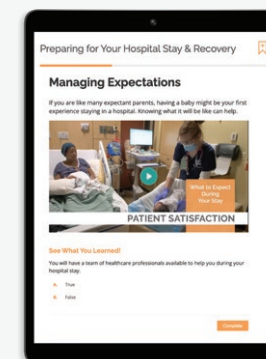 Preparing for Your Hospital Stay & Recovery
Managing Expectations
If you are like many expectant parents, having a baby might be your first
experience staying in a hospital. Knowing what it will be like can help.
What to Expect
During
Your Stay
PATIENT SATISFACTION
See What You Learned!
You will have a team of healthcare professionals available to help you during your
hospital stay.
A. True
B. False
Complete